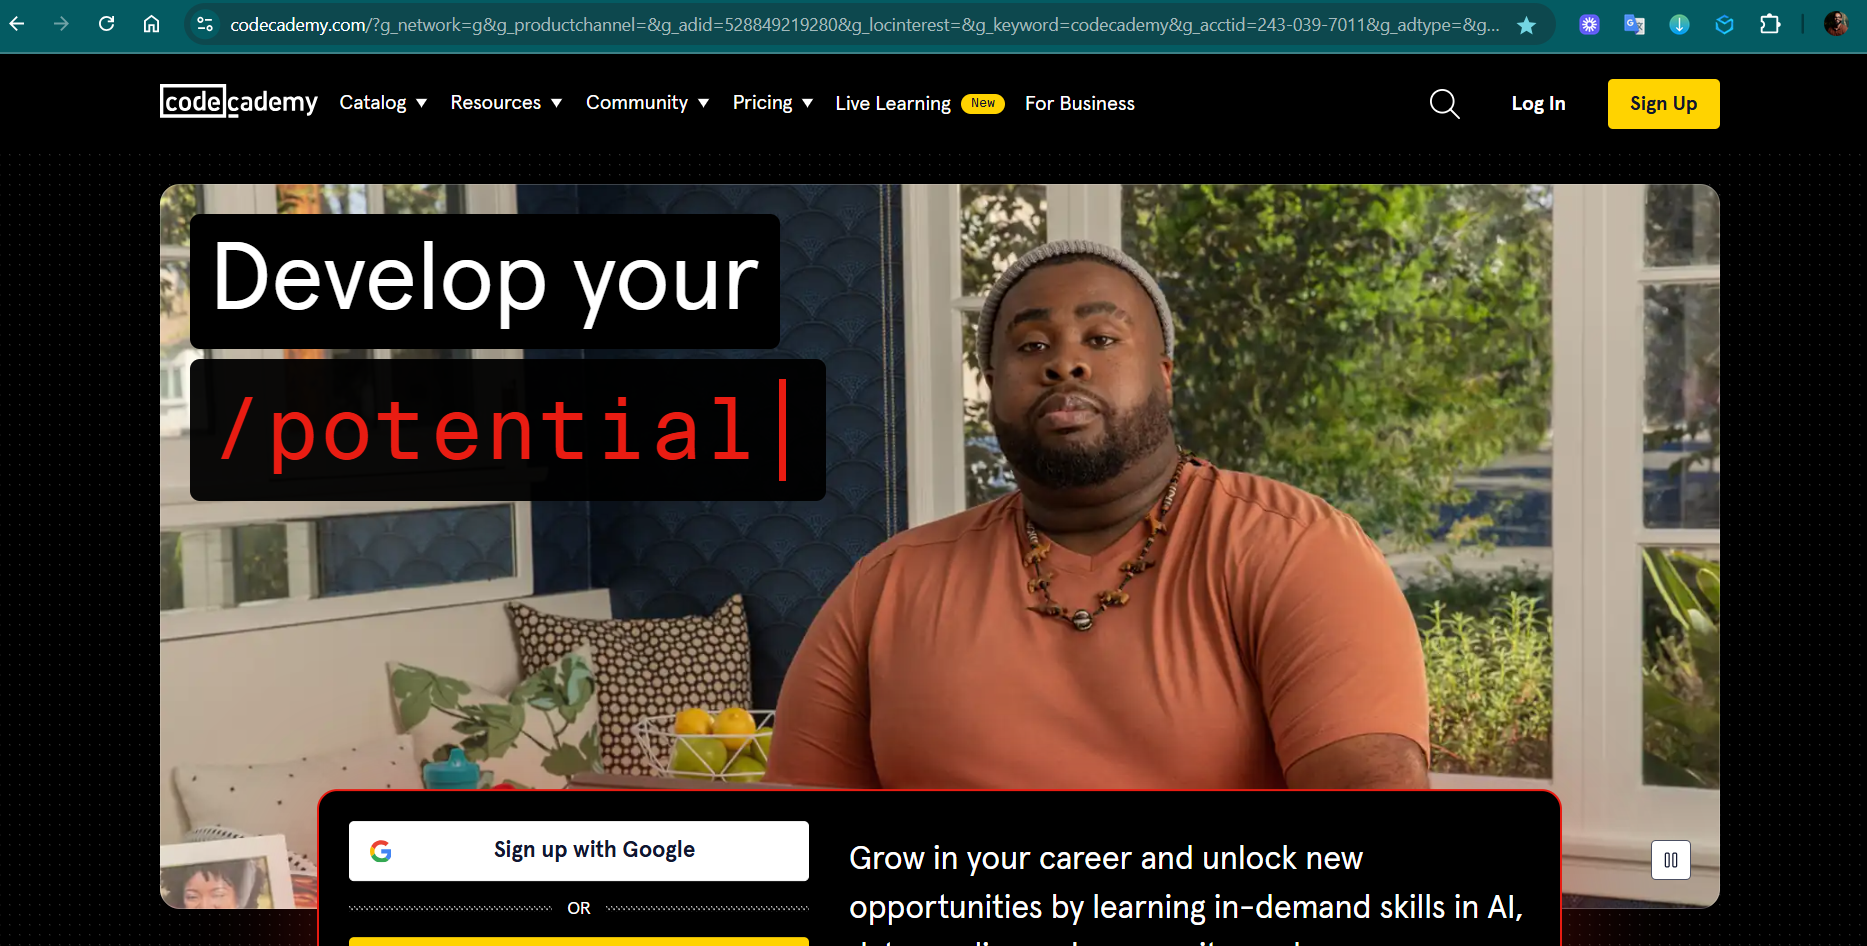 codecademy.com/?g_network=g&g_productchannel=&g_adid=528849219280&g_locinterest=&g_keyword=codecademy&g_acctid=243-039-7011&g_adtype=&g...
codecademy Catalog Resources Community Pricing Live Learning New For Business Log In Sign Up
Develop your
/potential
Sign up with Google
OR
Grow in your career and unlock new
opportunities by learning in-demand skills in AI,